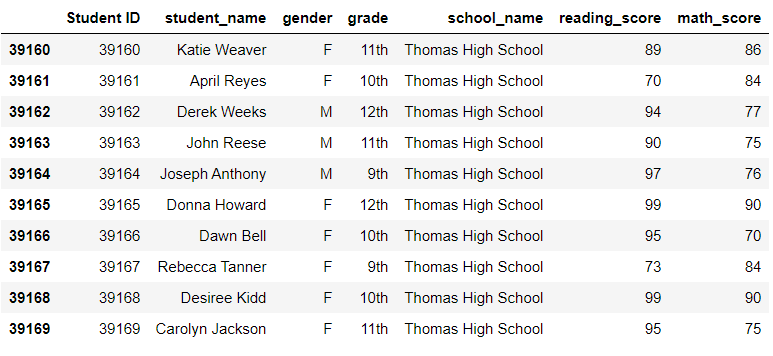 Student ID student_name gender grade school_name reading_score math_score
39160 39160 Katie Weaver F 11th Thomas High School 89 86
39161 39161 April Reyes F 10th Thomas High School 70 84
39162 39162 Derek Weeks M 12th Thomas High School 94 77
39163 39163 John Reese M 11th Thomas High School 90 75
39164 39164 Joseph Anthony M 9th Thomas High School 97 76
39165 39165 Donna Howard F 12th Thomas High School 99 90
39166 39166 Dawn Bell F 10th Thomas High School 95 70
39167 39167 Rebecca Tanner F 9th Thomas High School 73 84
39168 39168 Desiree Kidd F 10th Thomas High School 99 90
39169 39169 Carolyn Jackson F 11th Thomas High School 95 75